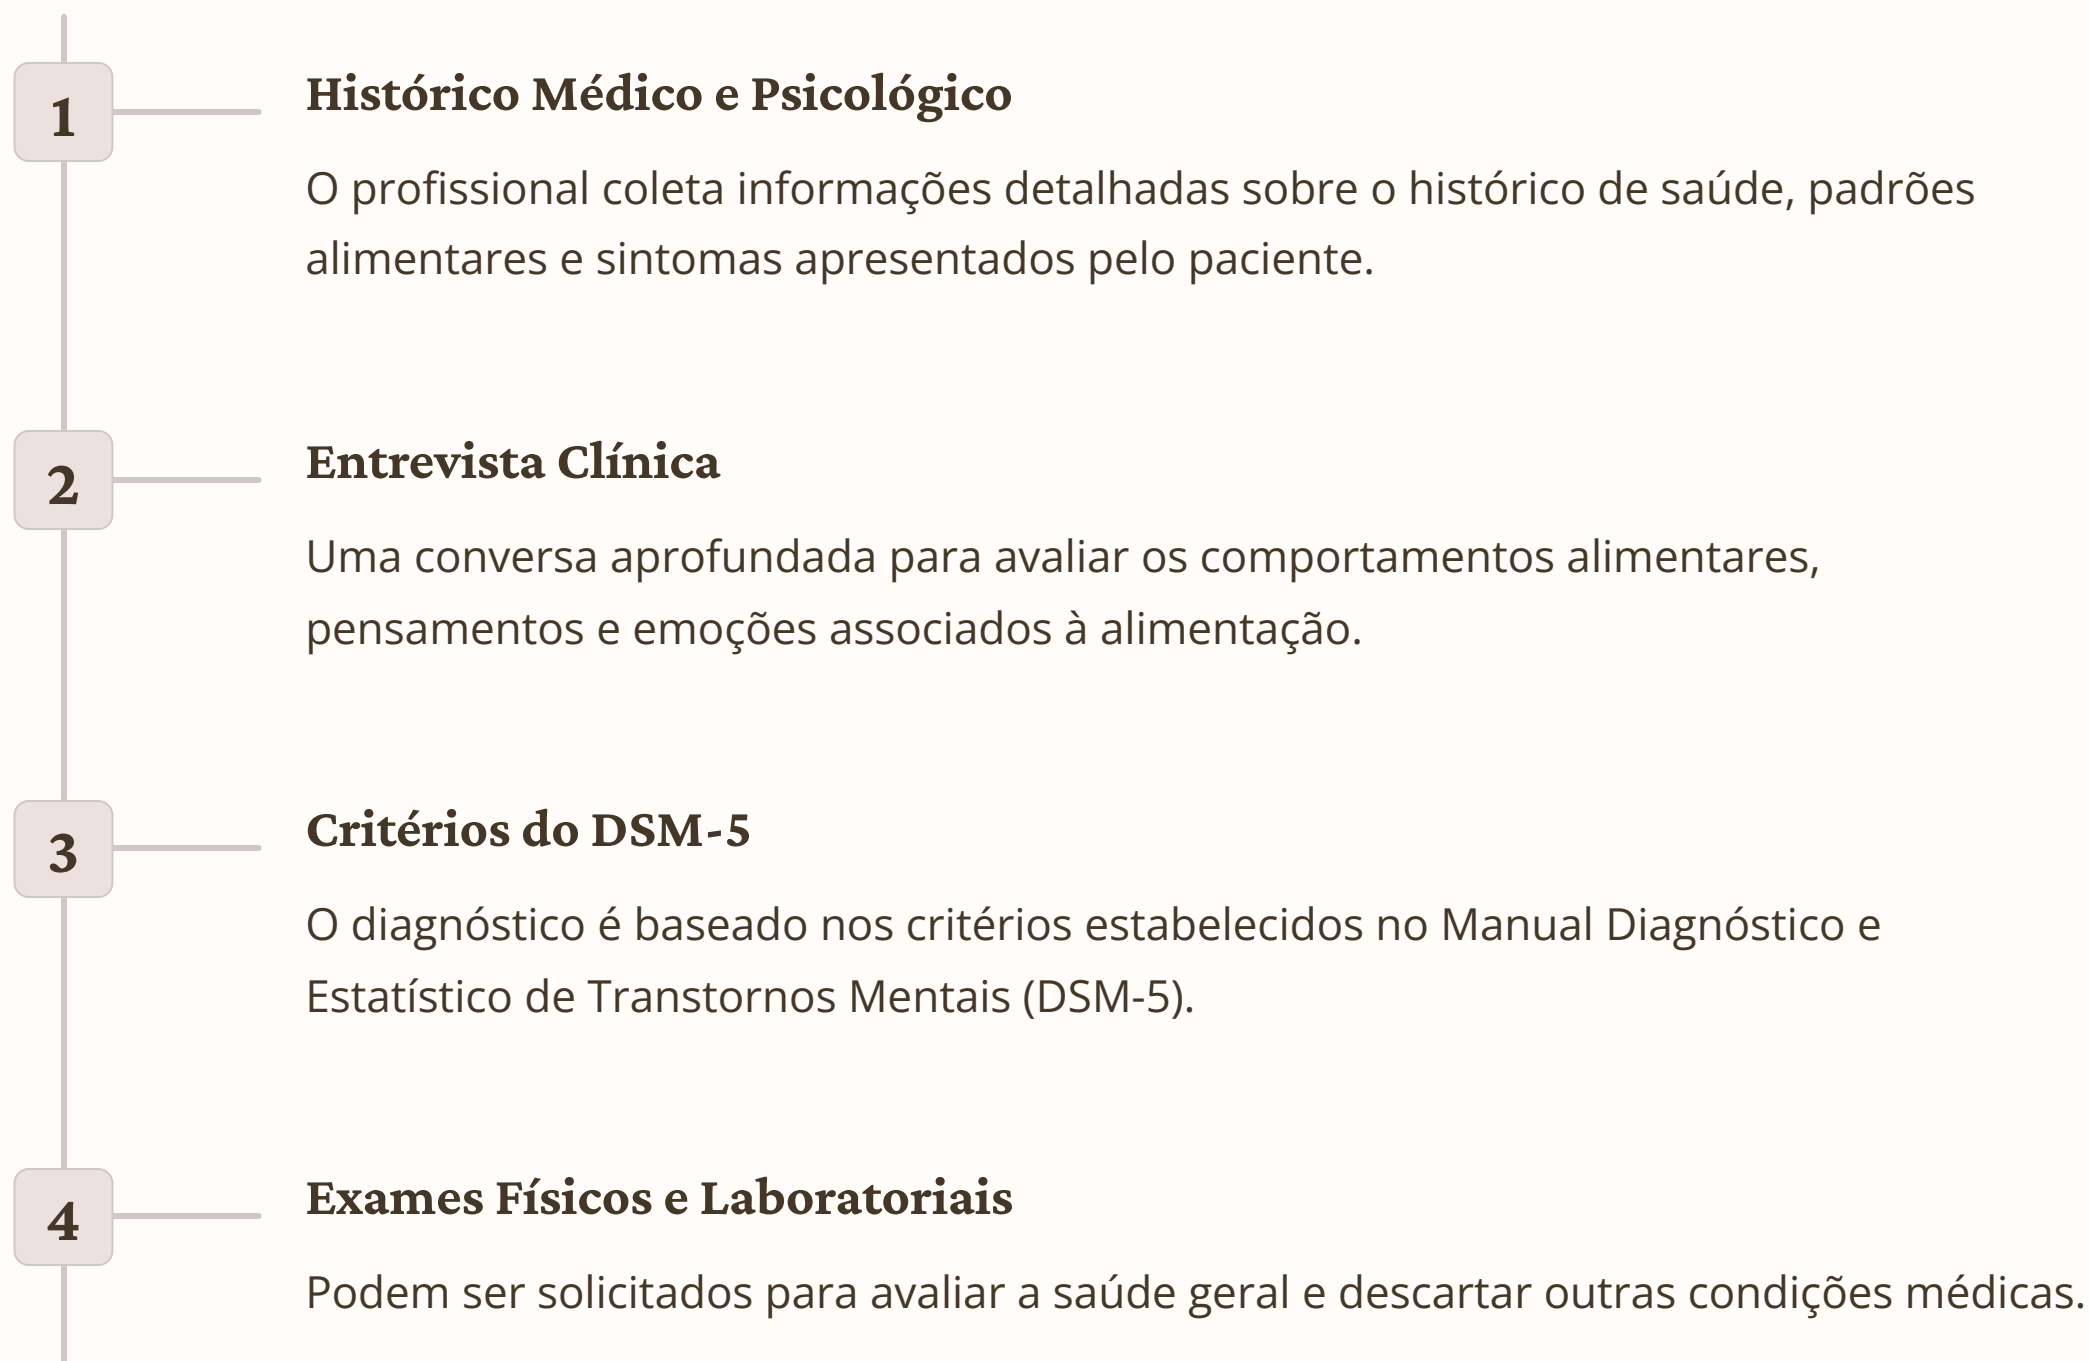 1
Histórico Médico e Psicológico
O profissional coleta informações detalhadas sobre o histórico de saúde, padrões
alimentares e sintomas apresentados pelo paciente.
2
Entrevista Clínica
Uma conversa aprofundada para avaliar os comportamentos alimentares,
pensamentos e emoções associados à alimentação.
3
Critérios do DSM-5
O diagnóstico é baseado nos critérios estabelecidos no Manual Diagnóstico e
Estatístico de Transtornos Mentais (DSM-5).
4
Exames Físicos e Laboratoriais
Podem ser solicitados para avaliar a saúde geral e descartar outras condições médicas.